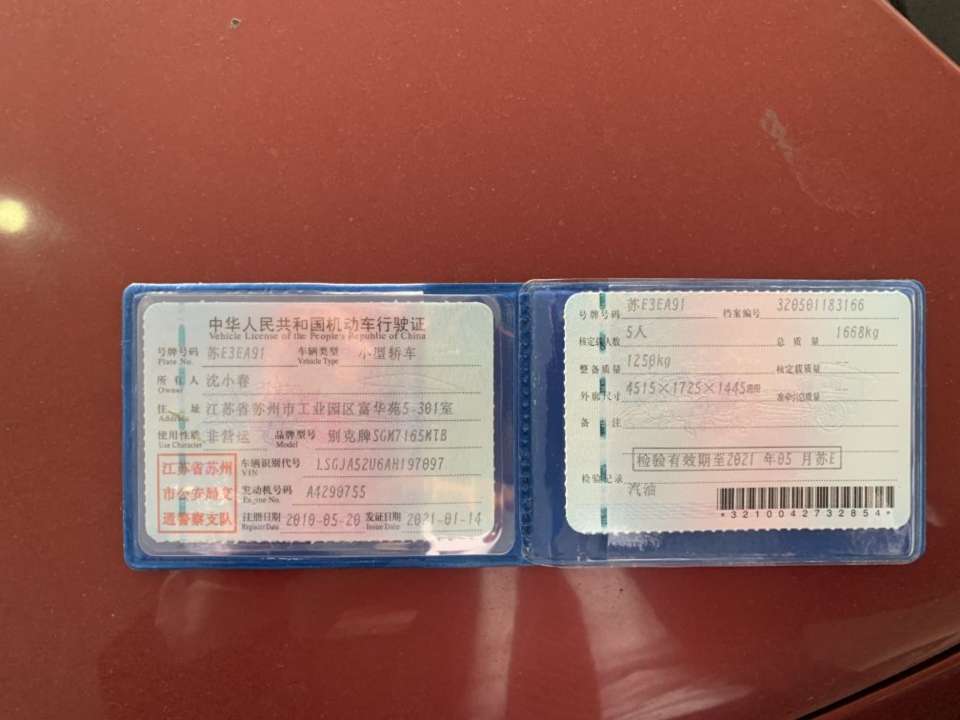 中华人民共和国机动车行驶证
Vehicle License of the People's Republic of China
号牌号码 苏E3EA91 车辆类型 小型轿车
Plate No. Vehicle Type
所有人 沈小春
Owner
住址 江苏省苏州市工业园区富华苑5-301室
Address
使用性质 非营运 品牌型号 别克牌SGM7165MTB
Use Character Model
江苏省苏州
市公安局交
通警察支队
车辆识别代号 LSGJA52U6AH197097
VIN
发动机号码 A4290755
Engine No.
注册日期 2010-05-20 发证日期 2021-01-14
Register Date Issue Date
号牌号码 苏E3EA91 档案编号 320501183166
核定载人数 5人 总质量 1668kg
整备质量 1250kg 核定载质量 --
外廓尺寸 4515×1725×1445mm 准牵引总质量 --
备注
检验有效期至2021年05月苏E
检验记录
汽油
*3210042732854*